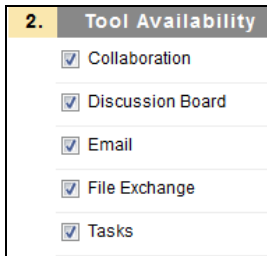 2. Tool Availability
Collaboration
Discussion Board
Email
File Exchange
Tasks